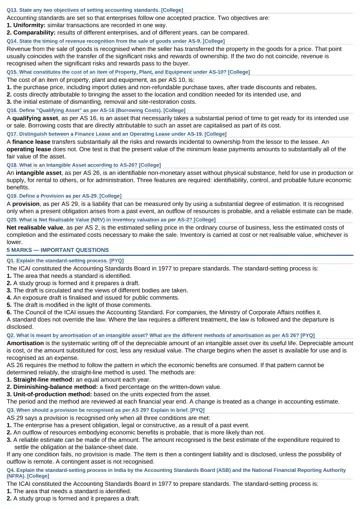 Q13. State any two objectives of setting accounting standards. [College]
Accounting standards are set so that enterprises follow one accepted practice. Two objectives are:
1. Uniformity: similar transactions are recorded in one way.
2. Comparability: results of different enterprises, and of different years, can be compared.
Q14. State the timing of revenue recognition from the sale of goods under AS-9. [College]
Revenue from the sale of goods is recognised when the seller has transferred the property in the goods for a price. That point
usually coincides with the transfer of the significant risks and rewards of ownership. If the two do not coincide, revenue is
recognised when the significant risks and rewards pass to the buyer.
Q15. What constitutes the cost of an item of Property, Plant, and Equipment under AS-10? [College]
The cost of an item of property, plant and equipment, as per AS 10, is:
1. the purchase price, including import duties and non-refundable purchase taxes, after deducting trade discounts and rebates,
2. costs directly attributable to bringing the asset to the location and condition needed for its intended use, and
3. the initial estimate of dismantling, removal and site-restoration costs.
Q16. Define "Qualifying Asset" as per AS-16 (Borrowing Costs). [College]
A qualifying asset, as per AS 16, is an asset that necessarily takes a substantial period of time to get ready for its intended use
or sale. Borrowing costs that are directly attributable to such an asset are capitalised as part of its cost.
Q17. Distinguish between a Finance Lease and an Operating Lease under AS-19. [College]
A finance lease transfers substantially all the risks and rewards incidental to ownership from the lessor to the lessee. An
operating lease does not. One test is that the present value of the minimum lease payments amounts to substantially all of the
fair value of the asset.
Q18. What is an Intangible Asset according to AS-26? [College]
An intangible asset, as per AS 26, is an identifiable non-monetary asset without physical substance, held for use in production or
supply, for rental to others, or for administration. Three features are required: identifiability, control, and probable future economic
benefits.
Q19. Define a Provision as per AS-29. [College]
A provision, as per AS 29, is a liability that can be measured only by using a substantial degree of estimation. It is recognised
only when a present obligation arises from a past event, an outflow of resources is probable, and a reliable estimate can be made.
Q20. What is Net Realisable Value (NRV) in inventory valuation as per AS-2? [College]
Net realisable value, as per AS 2, is the estimated selling price in the ordinary course of business, less the estimated costs of
completion and the estimated costs necessary to make the sale. Inventory is carried at cost or net realisable value, whichever is
lower.
5 MARKS — IMPORTANT QUESTIONS
Q1. Explain the standard-setting process. [PYQ]
The ICAI constituted the Accounting Standards Board in 1977 to prepare standards. The standard-setting process is:
1. The area that needs a standard is identified.
2. A study group is formed and it prepares a draft.
3. The draft is circulated and the views of different bodies are taken.
4. An exposure draft is finalised and issued for public comments.
5. The draft is modified in the light of those comments.
6. The Council of the ICAI issues the Accounting Standard. For companies, the Ministry of Corporate Affairs notifies it.
A standard does not override the law. Where the law requires a different treatment, the law is followed and the departure is
disclosed.
Q2. What is meant by amortisation of an intangible asset? What are the different methods of amortisation as per AS 26? [PYQ]
Amortisation is the systematic writing off of the depreciable amount of an intangible asset over its useful life. Depreciable amount
is cost, or the amount substituted for cost, less any residual value. The charge begins when the asset is available for use and is
recognised as an expense.
AS 26 requires the method to follow the pattern in which the economic benefits are consumed. If that pattern cannot be
determined reliably, the straight-line method is used. The methods are:
1. Straight-line method: an equal amount each year.
2. Diminishing-balance method: a fixed percentage on the written-down value.
3. Unit-of-production method: based on the units expected from the asset.
The period and the method are reviewed at each financial year end. A change is treated as a change in accounting estimate.
Q3. When should a provision be recognised as per AS 29? Explain in brief. [PYQ]
AS 29 says a provision is recognised only when all three conditions are met:
1. The enterprise has a present obligation, legal or constructive, as a result of a past event.
2. An outflow of resources embodying economic benefits is probable, that is more likely than not.
3. A reliable estimate can be made of the amount. The amount recognised is the best estimate of the expenditure required to
settle the obligation at the balance-sheet date.
If any one condition fails, no provision is made. The item is then a contingent liability and is disclosed, unless the possibility of
outflow is remote. A contingent asset is not recognised.
Q4. Explain the standard-setting process in India by the Accounting Standards Board (ASB) and the National Financial Reporting Authority
(NFRA). [College]
The ICAI constituted the Accounting Standards Board in 1977 to prepare standards. The standard-setting process is:
1. The area that needs a standard is identified.
2. A study group is formed and it prepares a draft.